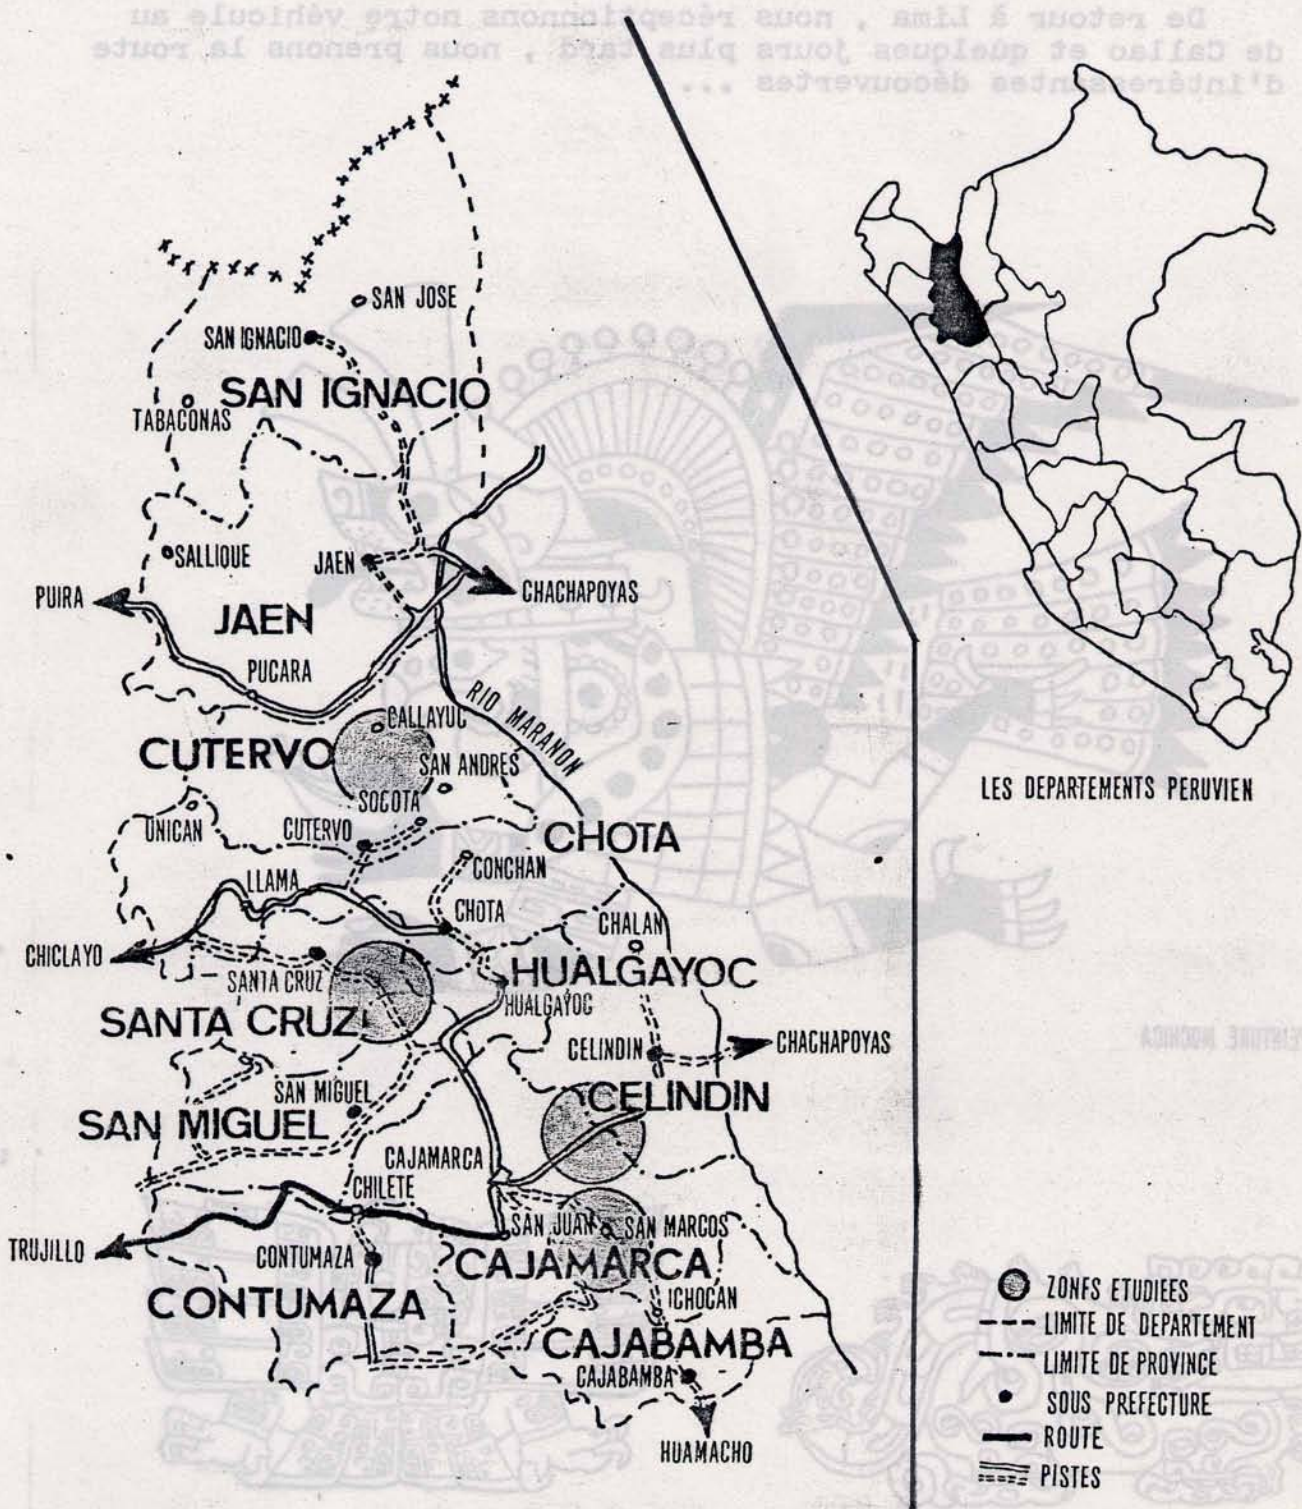 De retour à Lima , nous réceptionnons notre véhicule au
de Callao et quelques jours plus tard , nous prenons la route
d'intéressantes découvertes ...
SAN JOSE
SAN IGNACIO
SAN IGNACIO
TABACONAS
SALLIQUE
JAEN
CHACHAPOYAS
PUIRA
JAEN
PUCARA
RIO MARANON
CALLAYUC
CUTERVO
SAN ANDRES
SOCOTA
LES DEPARTEMENTS PERUVIEN
UNICAN
CUTERVO
CHOTA
CONCHAN
LLAMA
CHOTA
CHALAN
CHICLAYO
SANTA CRUZ
HUALGAYOC
HUALGAYOC
SANTA CRUZ
CELINDIN
CHACHAPOYAS
MOCHICA
SAN MIGUEL
CELINDIN
SAN MIGUEL
CAJAMARCA
CHILETE
SAN JUAN
SAN MARCOS
TRUJILLO
CONTUMAZA
CAJAMARCA
CONTUMAZA
ICHOCAN
CAJABAMBA
CAJABAMBA
HUAMACHO
ZONES ETUDIEES
LIMITE DE DEPARTEMENT
LIMITE DE PROVINCE
SOUS PREFECTURE
ROUTE
PISTES